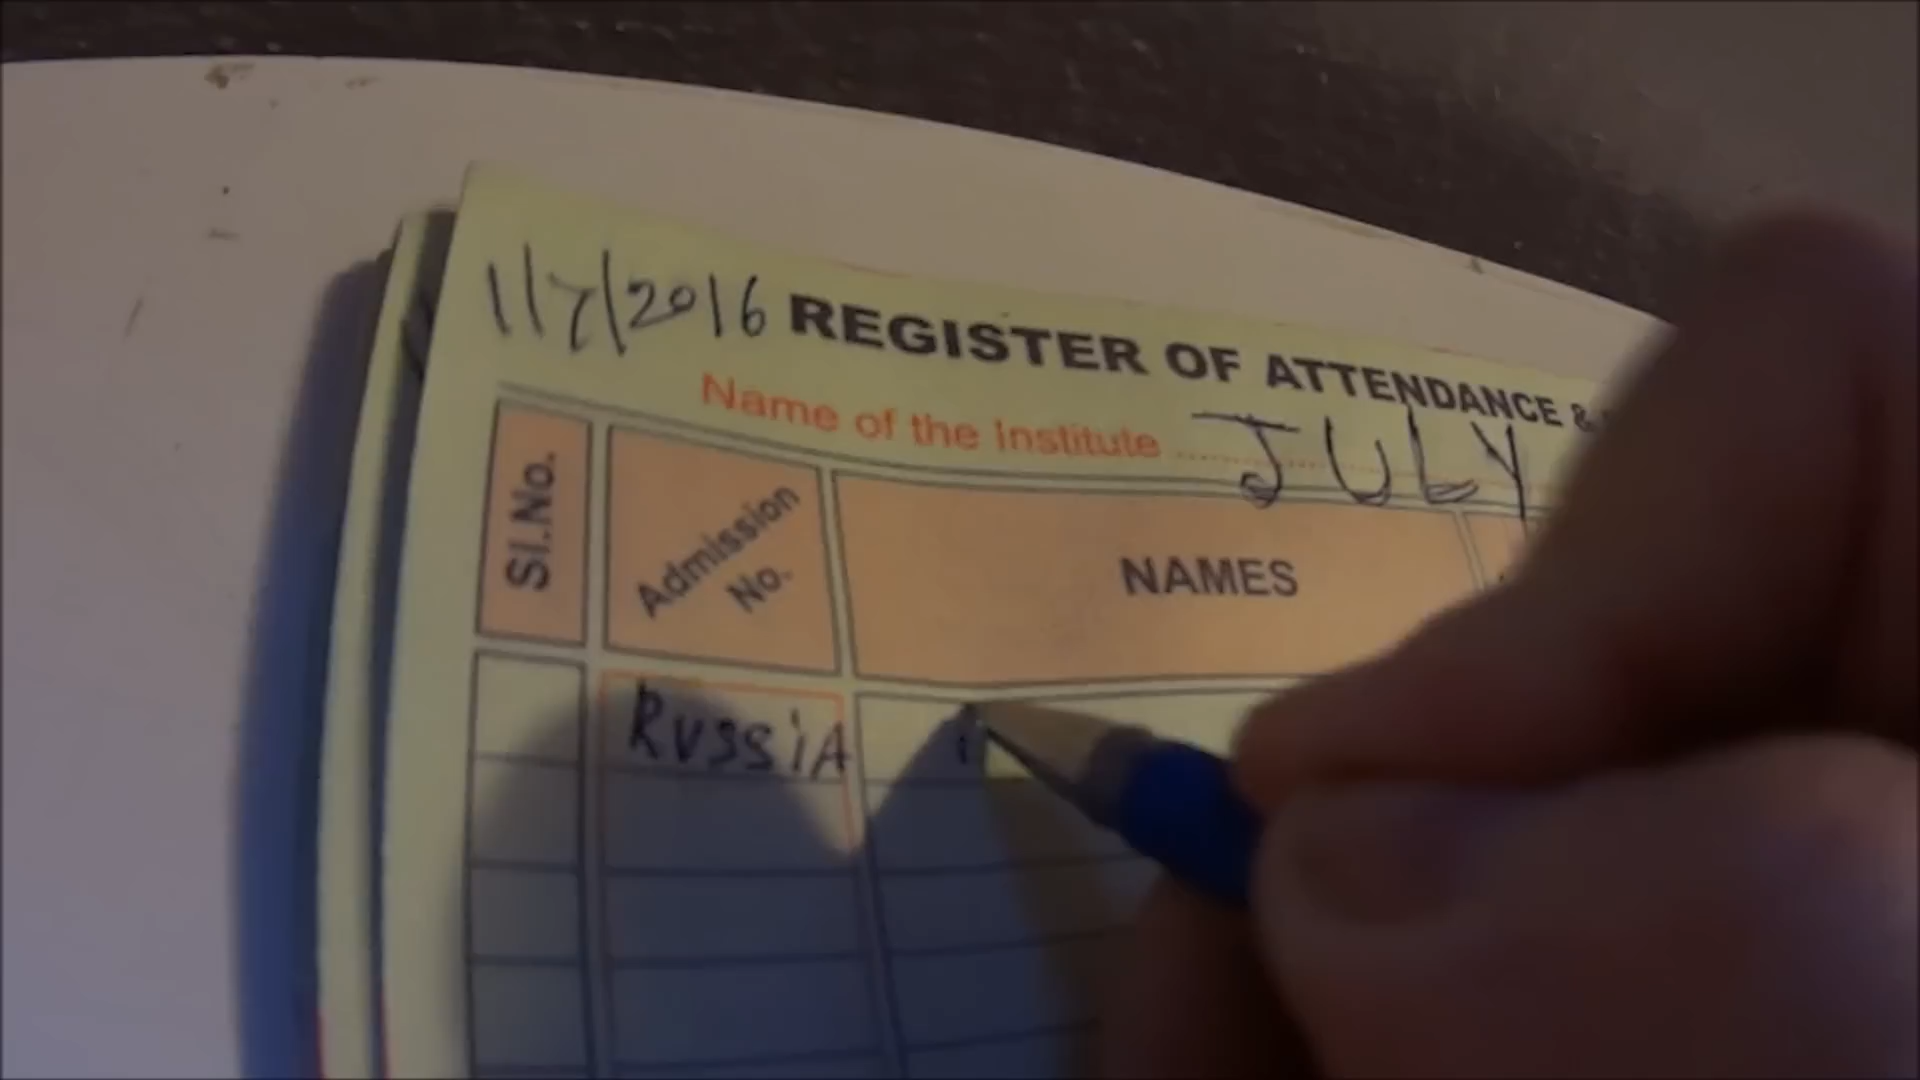 1/7/2016 REGISTER OF ATTENDANCE &
Name of the Institute JULY
Sl.No.
Admission
No.
NAMES
RussiA